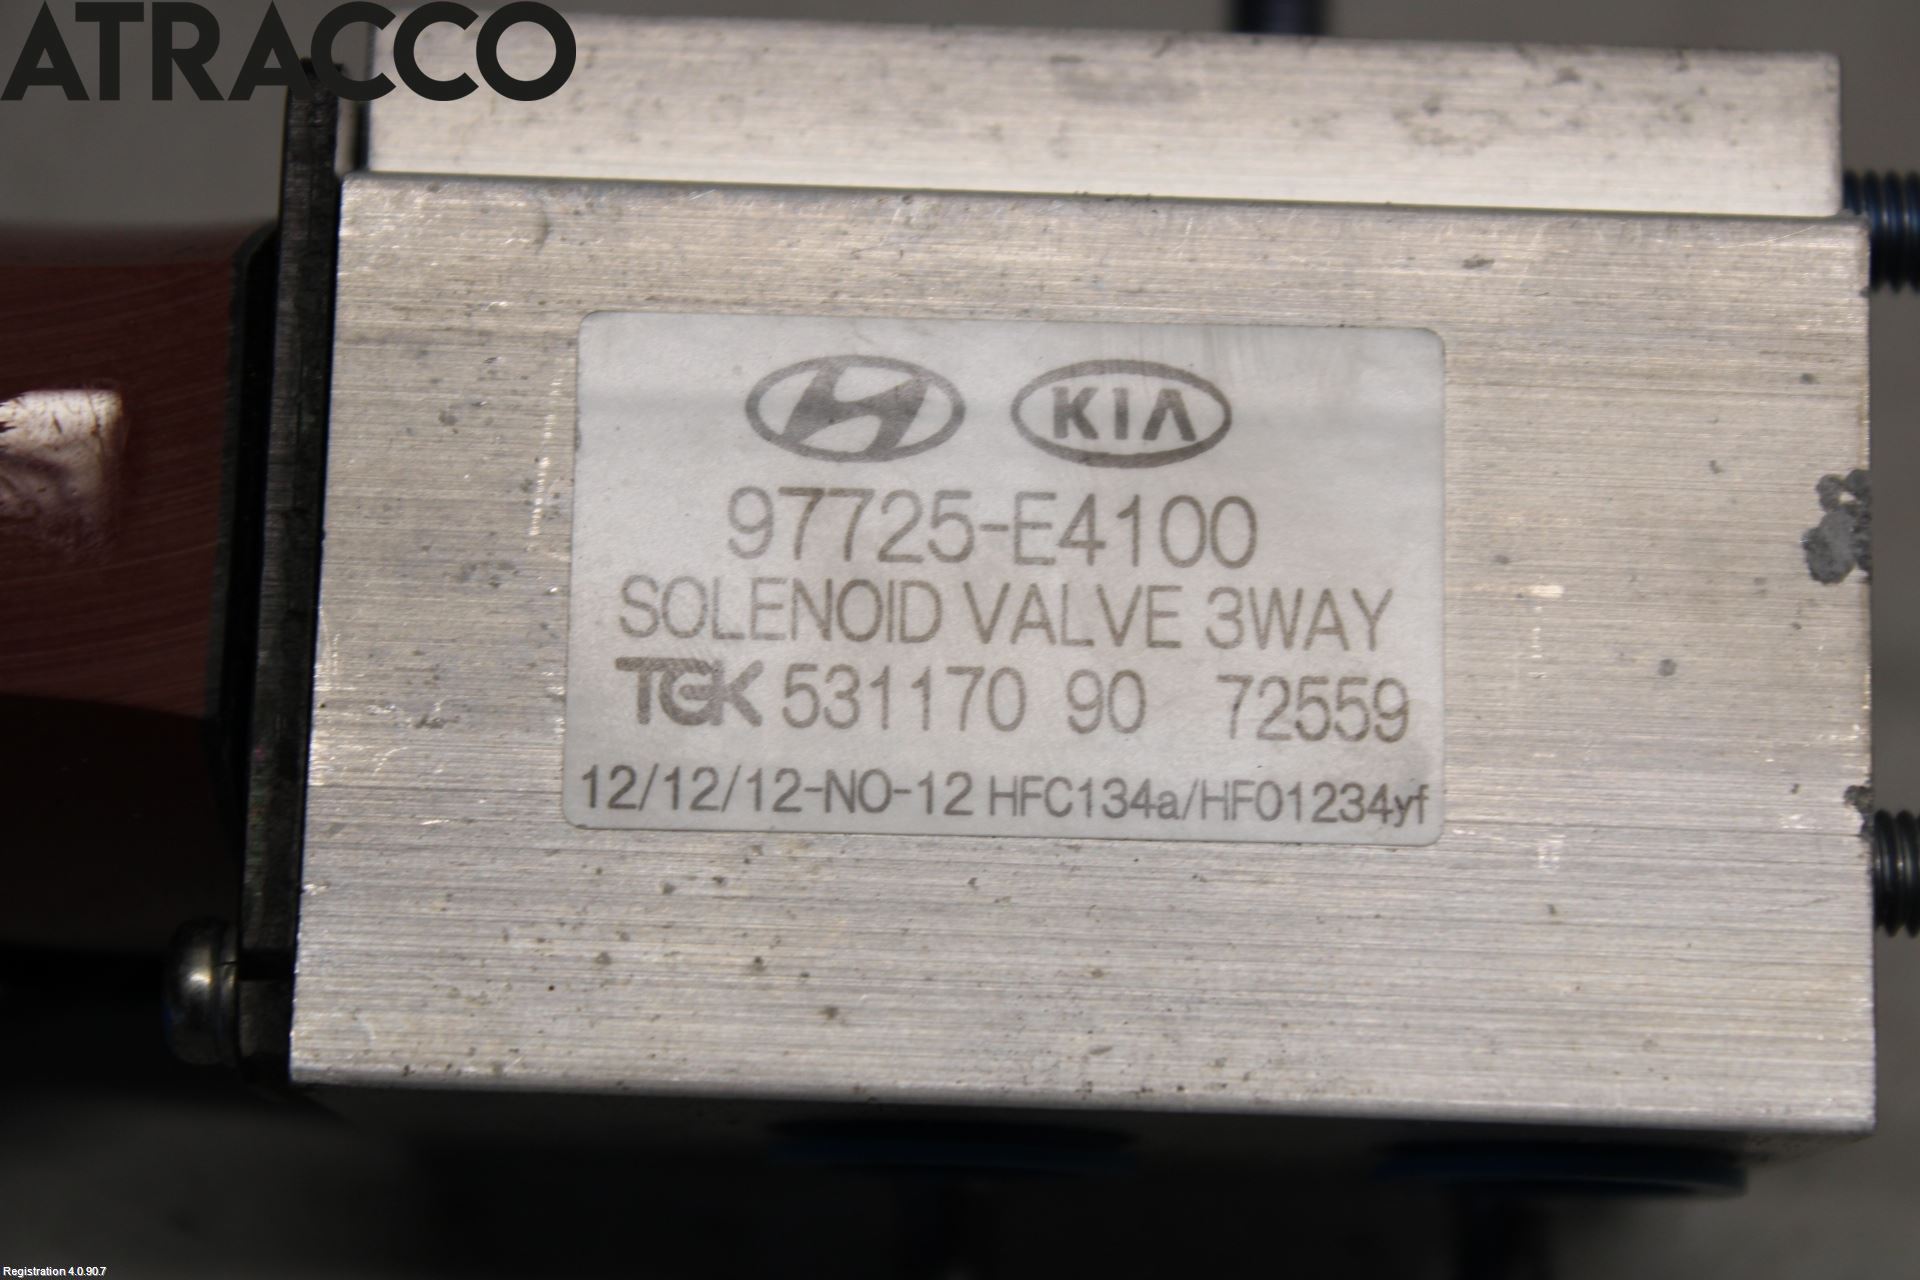 ATRACCO
KIA
97725-E4100
SOLENOID VALVE 3WAY
TGK 531170 90 72559
12/12/12-NO-12 HFC134a/HFO1234yf
Registration 4.0.90.7